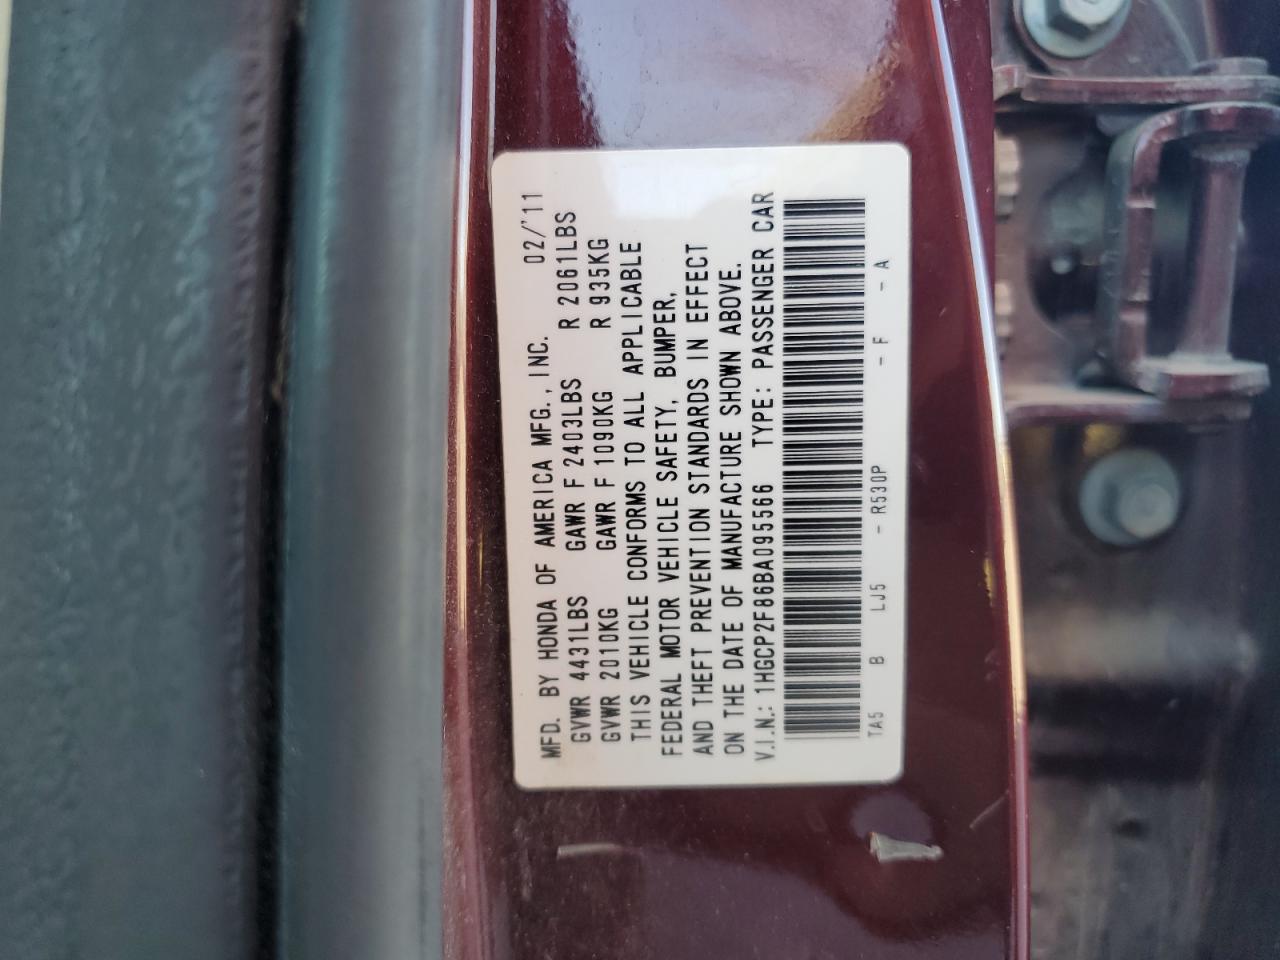 MFD. BY HONDA OF AMERICA MFG., INC. 02/'11
GVWR 4431LBS GAWR F 2403LBS R 2061LBS
GVWR 2010KG GAWR F 1090KG R 935KG
THIS VEHICLE CONFORMS TO ALL APPLICABLE
FEDERAL MOTOR VEHICLE SAFETY, BUMPER,
AND THEFT PREVENTION STANDARDS IN EFFECT
ON THE DATE OF MANUFACTURE SHOWN ABOVE.
V.I.N.: 1HGCP2F86BA095566 TYPE: PASSENGER CAR
TA5 B LJ5 - R530P - F - A